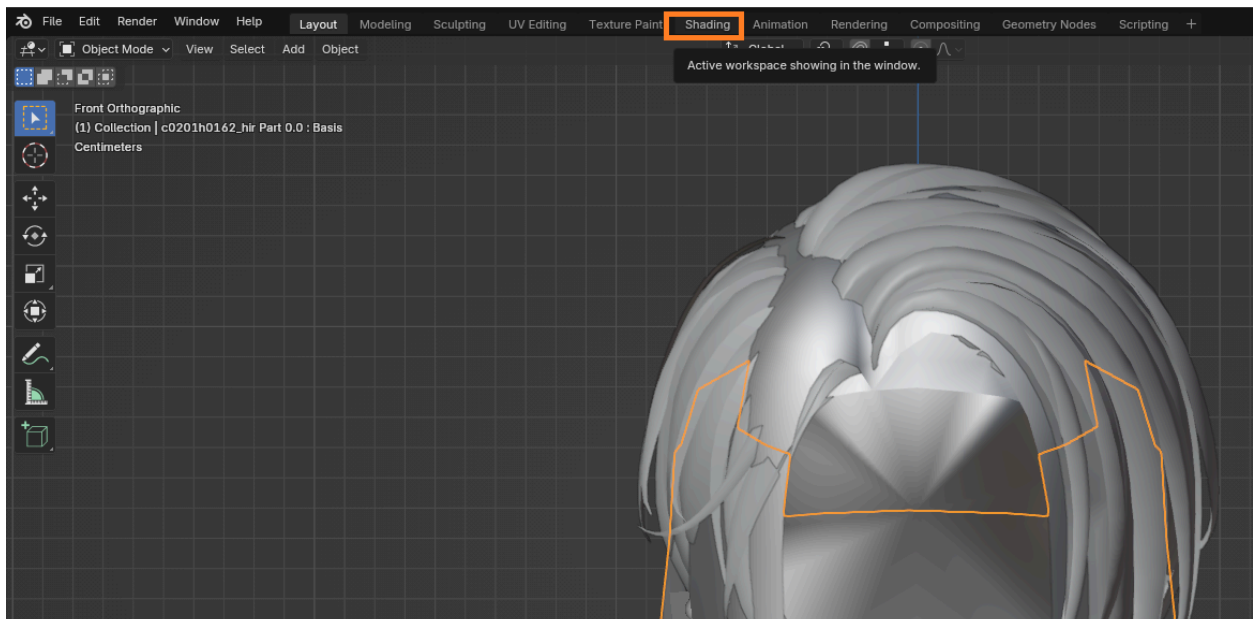 File Edit Render Window Help Layout Modeling Sculpting UV Editing Texture Paint Shading Animation Rendering Compositing Geometry Nodes Scripting +
Object Mode View Select Add Object Global
Active workspace showing in the window.
Front Orthographic
(1) Collection | c0201h0162_hir Part 0.0 : Basis
Centimeters